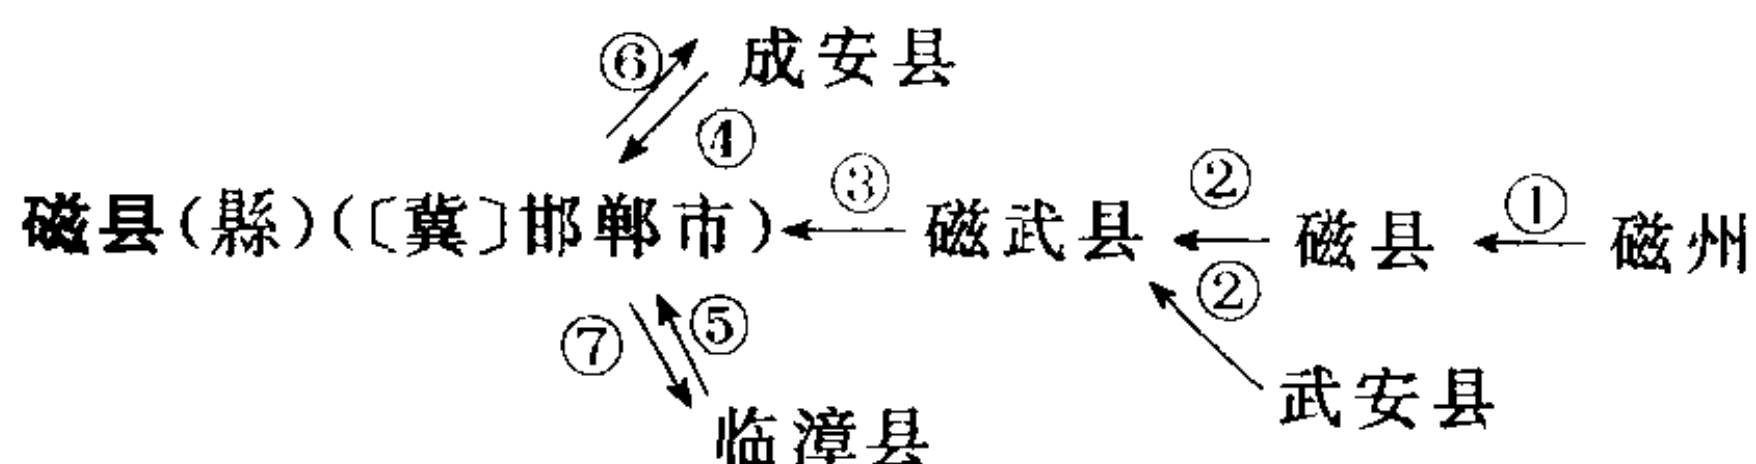 ⑥ 成安县
④
磁县(縣)(〔冀〕邯郸市) ③ 磁武县 ② 磁县 ① 磁州
⑦ ⑤ ②
武安县
临漳县